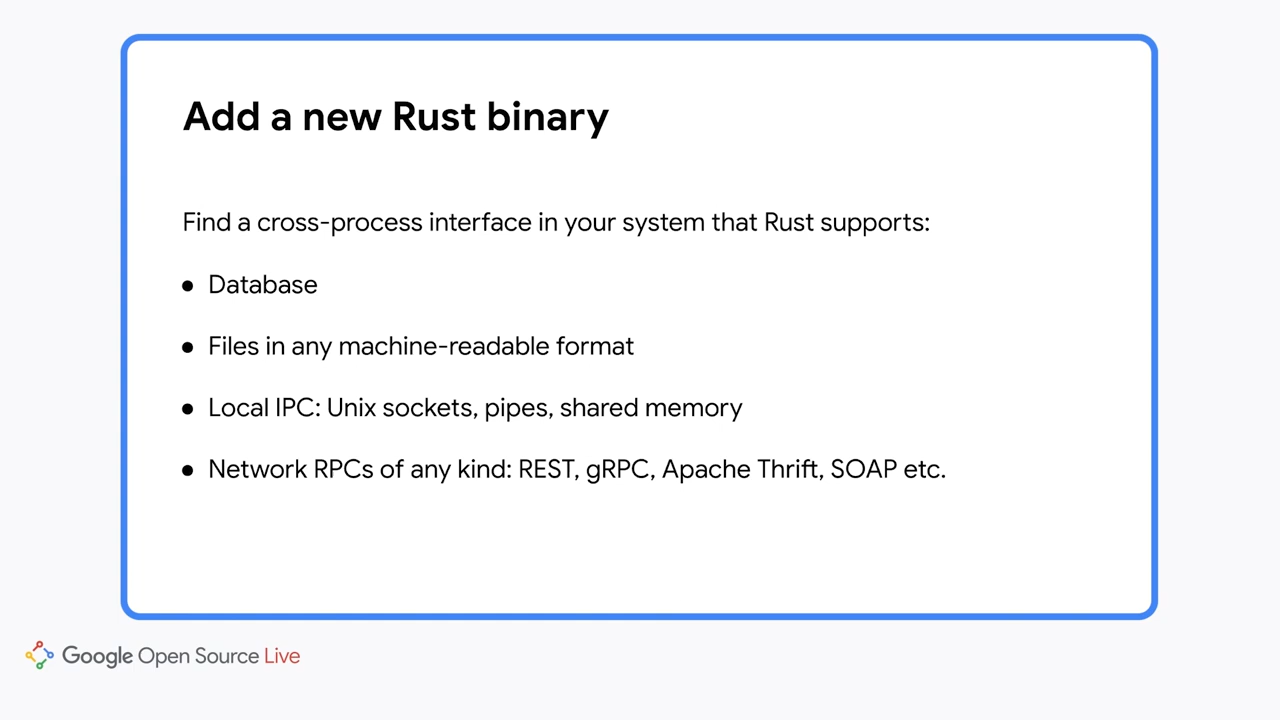 Add a new Rust binary
Find a cross-process interface in your system that Rust supports:
● Database
● Files in any machine-readable format
● Local IPC: Unix sockets, pipes, shared memory
● Network RPCs of any kind: REST, gRPC, Apache Thrift, SOAP etc.
Google Open Source Live